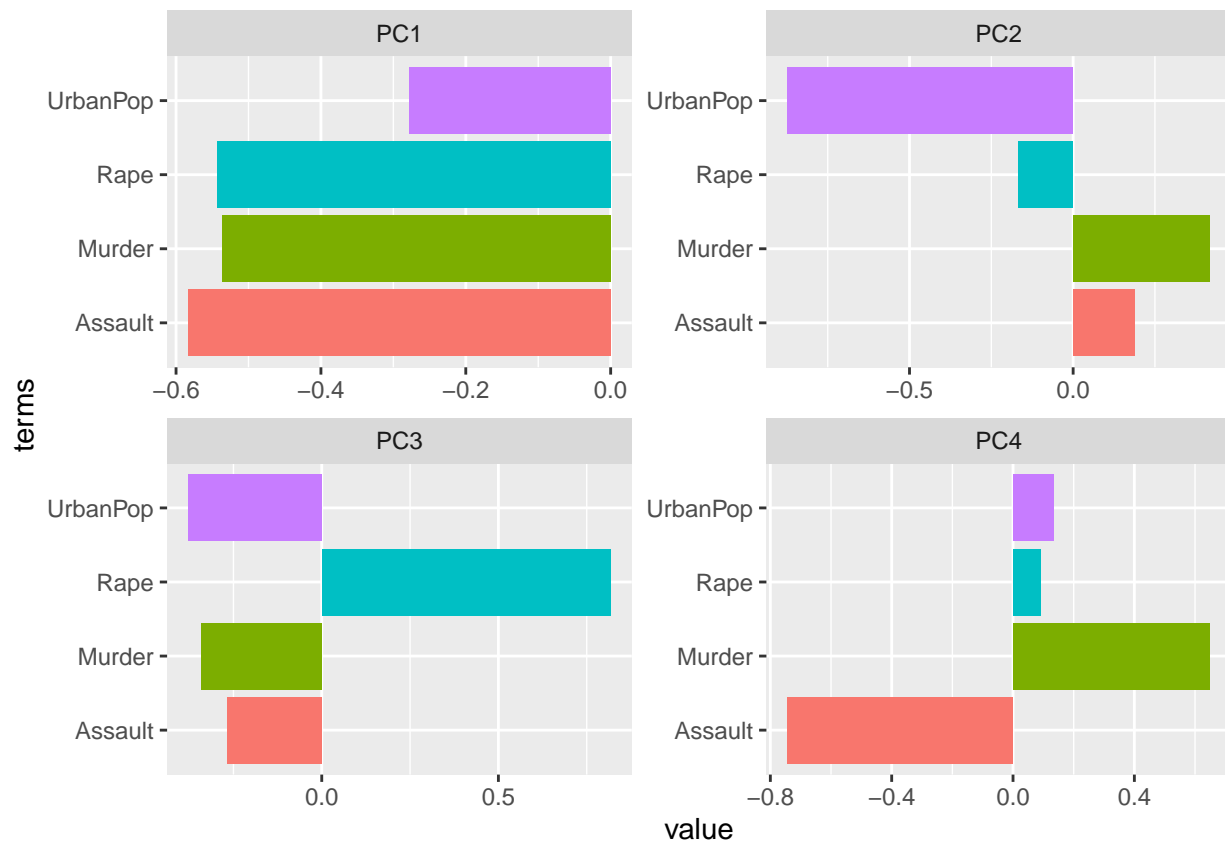 PC1
PC2
UrbanPop
Rape
Murder
Assault
−0.6 −0.4 −0.2 0.0
UrbanPop
Rape
Murder
Assault
−0.5 0.0
terms
PC3
PC4
UrbanPop
Rape
Murder
Assault
0.0 0.5
UrbanPop
Rape
Murder
Assault
−0.8 −0.4 0.0 0.4
value